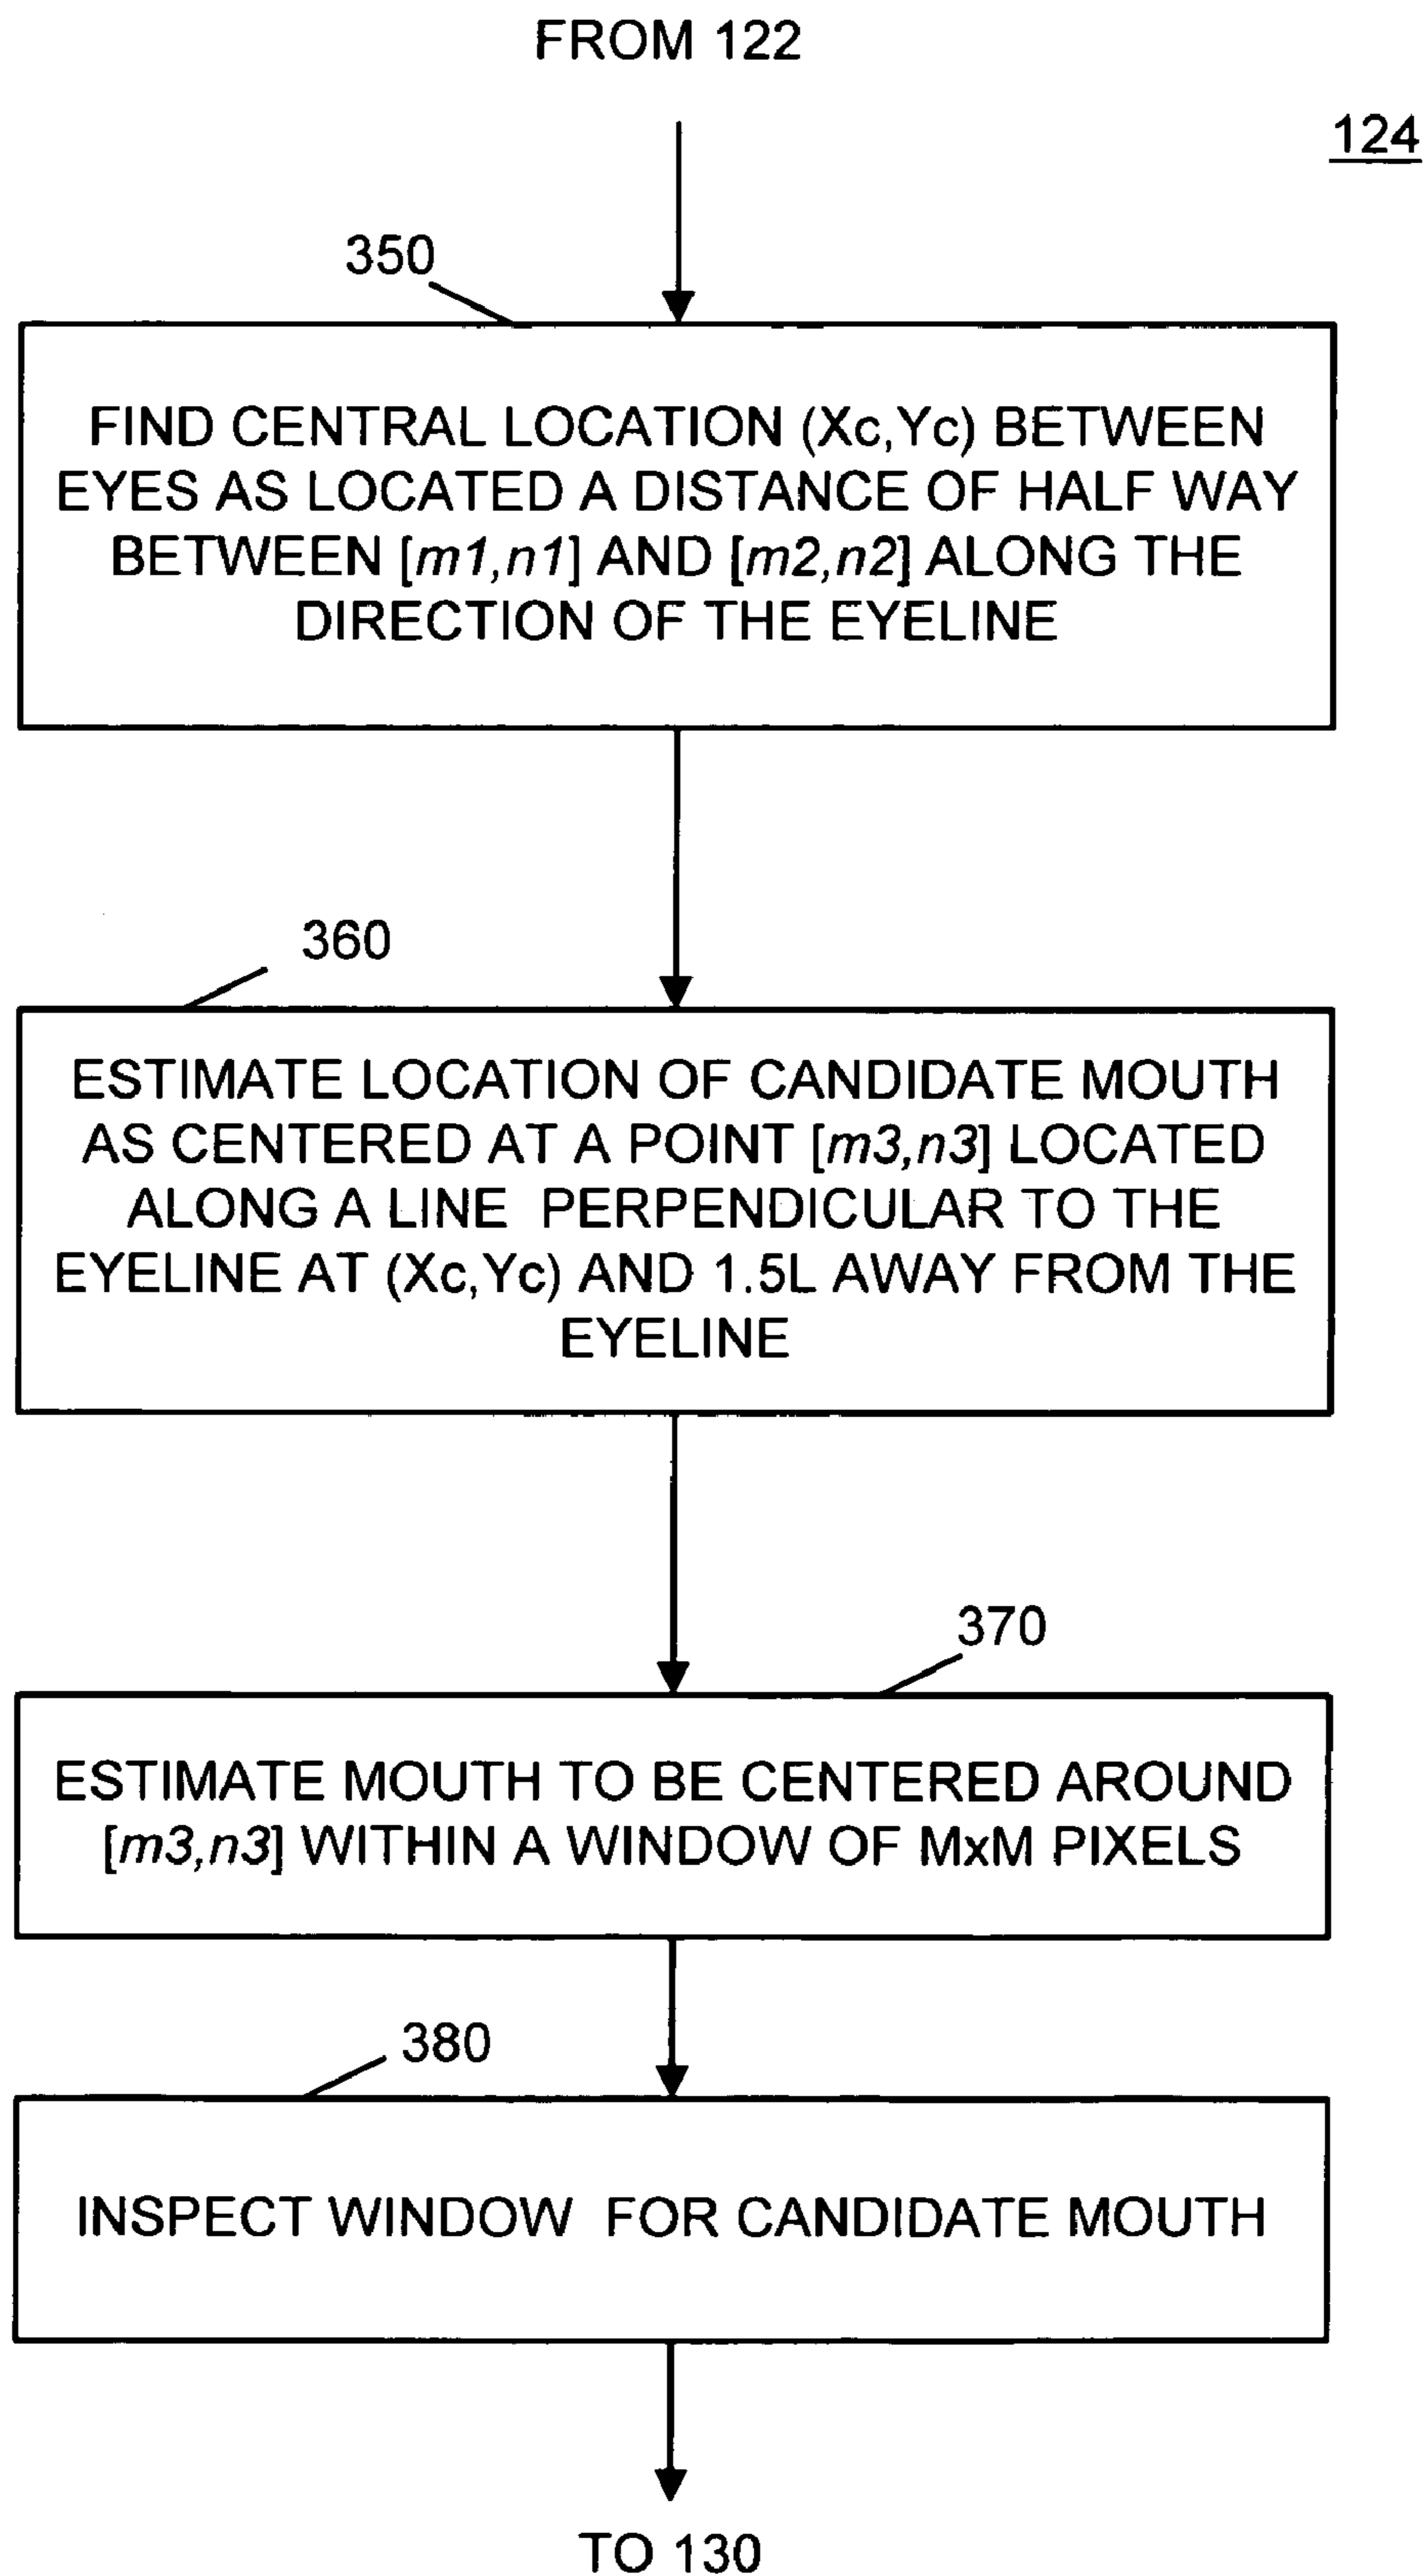 FROM 122
124
350
FIND CENTRAL LOCATION (Xc,Yc) BETWEEN
EYES AS LOCATED A DISTANCE OF HALF WAY
BETWEEN [m1,n1] AND [m2,n2] ALONG THE
DIRECTION OF THE EYELINE
360
ESTIMATE LOCATION OF CANDIDATE MOUTH
AS CENTERED AT A POINT [m3,n3] LOCATED
ALONG A LINE PERPENDICULAR TO THE
EYELINE AT (Xc,Yc) AND 1.5L AWAY FROM THE
EYELINE
370
ESTIMATE MOUTH TO BE CENTERED AROUND
[m3,n3] WITHIN A WINDOW OF MxM PIXELS
380
INSPECT WINDOW FOR CANDIDATE MOUTH
TO 130